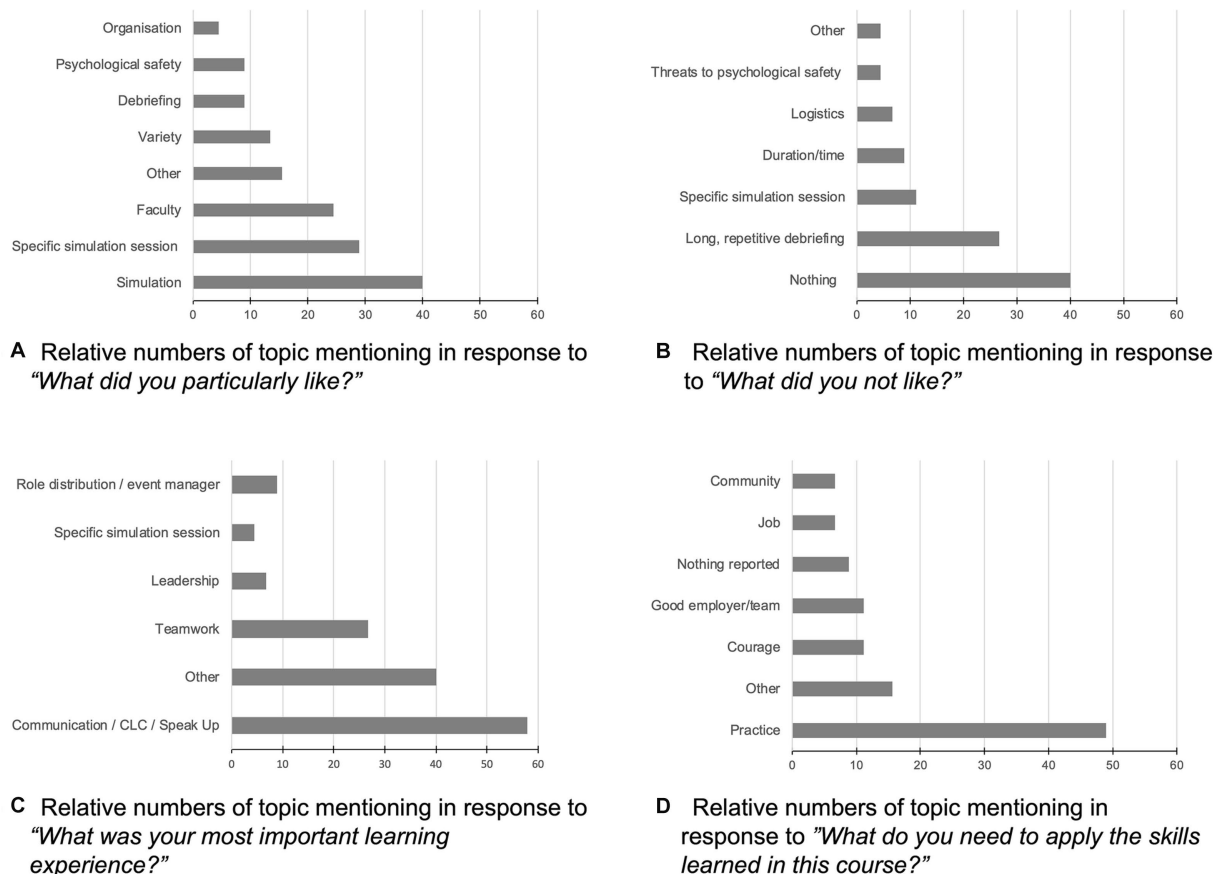 Organisation
Psychological safety
Debriefing
Variety
Other
Faculty
Specific simulation session
Simulation
0 10 20 30 40 50 60
A Relative numbers of topic mentioning in response to
“What did you particularly like?”
Other
Threats to psychological safety
Logistics
Duration/time
Specific simulation session
Long, repetitive debriefing
Nothing
0 10 20 30 40 50 60
B Relative numbers of topic mentioning in response
to “What did you not like?”
Role distribution / event manager
Specific simulation session
Leadership
Teamwork
Other
Communication / CLC / Speak Up
0 10 20 30 40 50 60
C Relative numbers of topic mentioning in response to
“What was your most important learning
experience?”
Community
Job
Nothing reported
Good employer/team
Courage
Other
Practice
0 10 20 30 40 50 60
D Relative numbers of topic mentioning in
response to ”What do you need to apply the skills
learned in this course?”